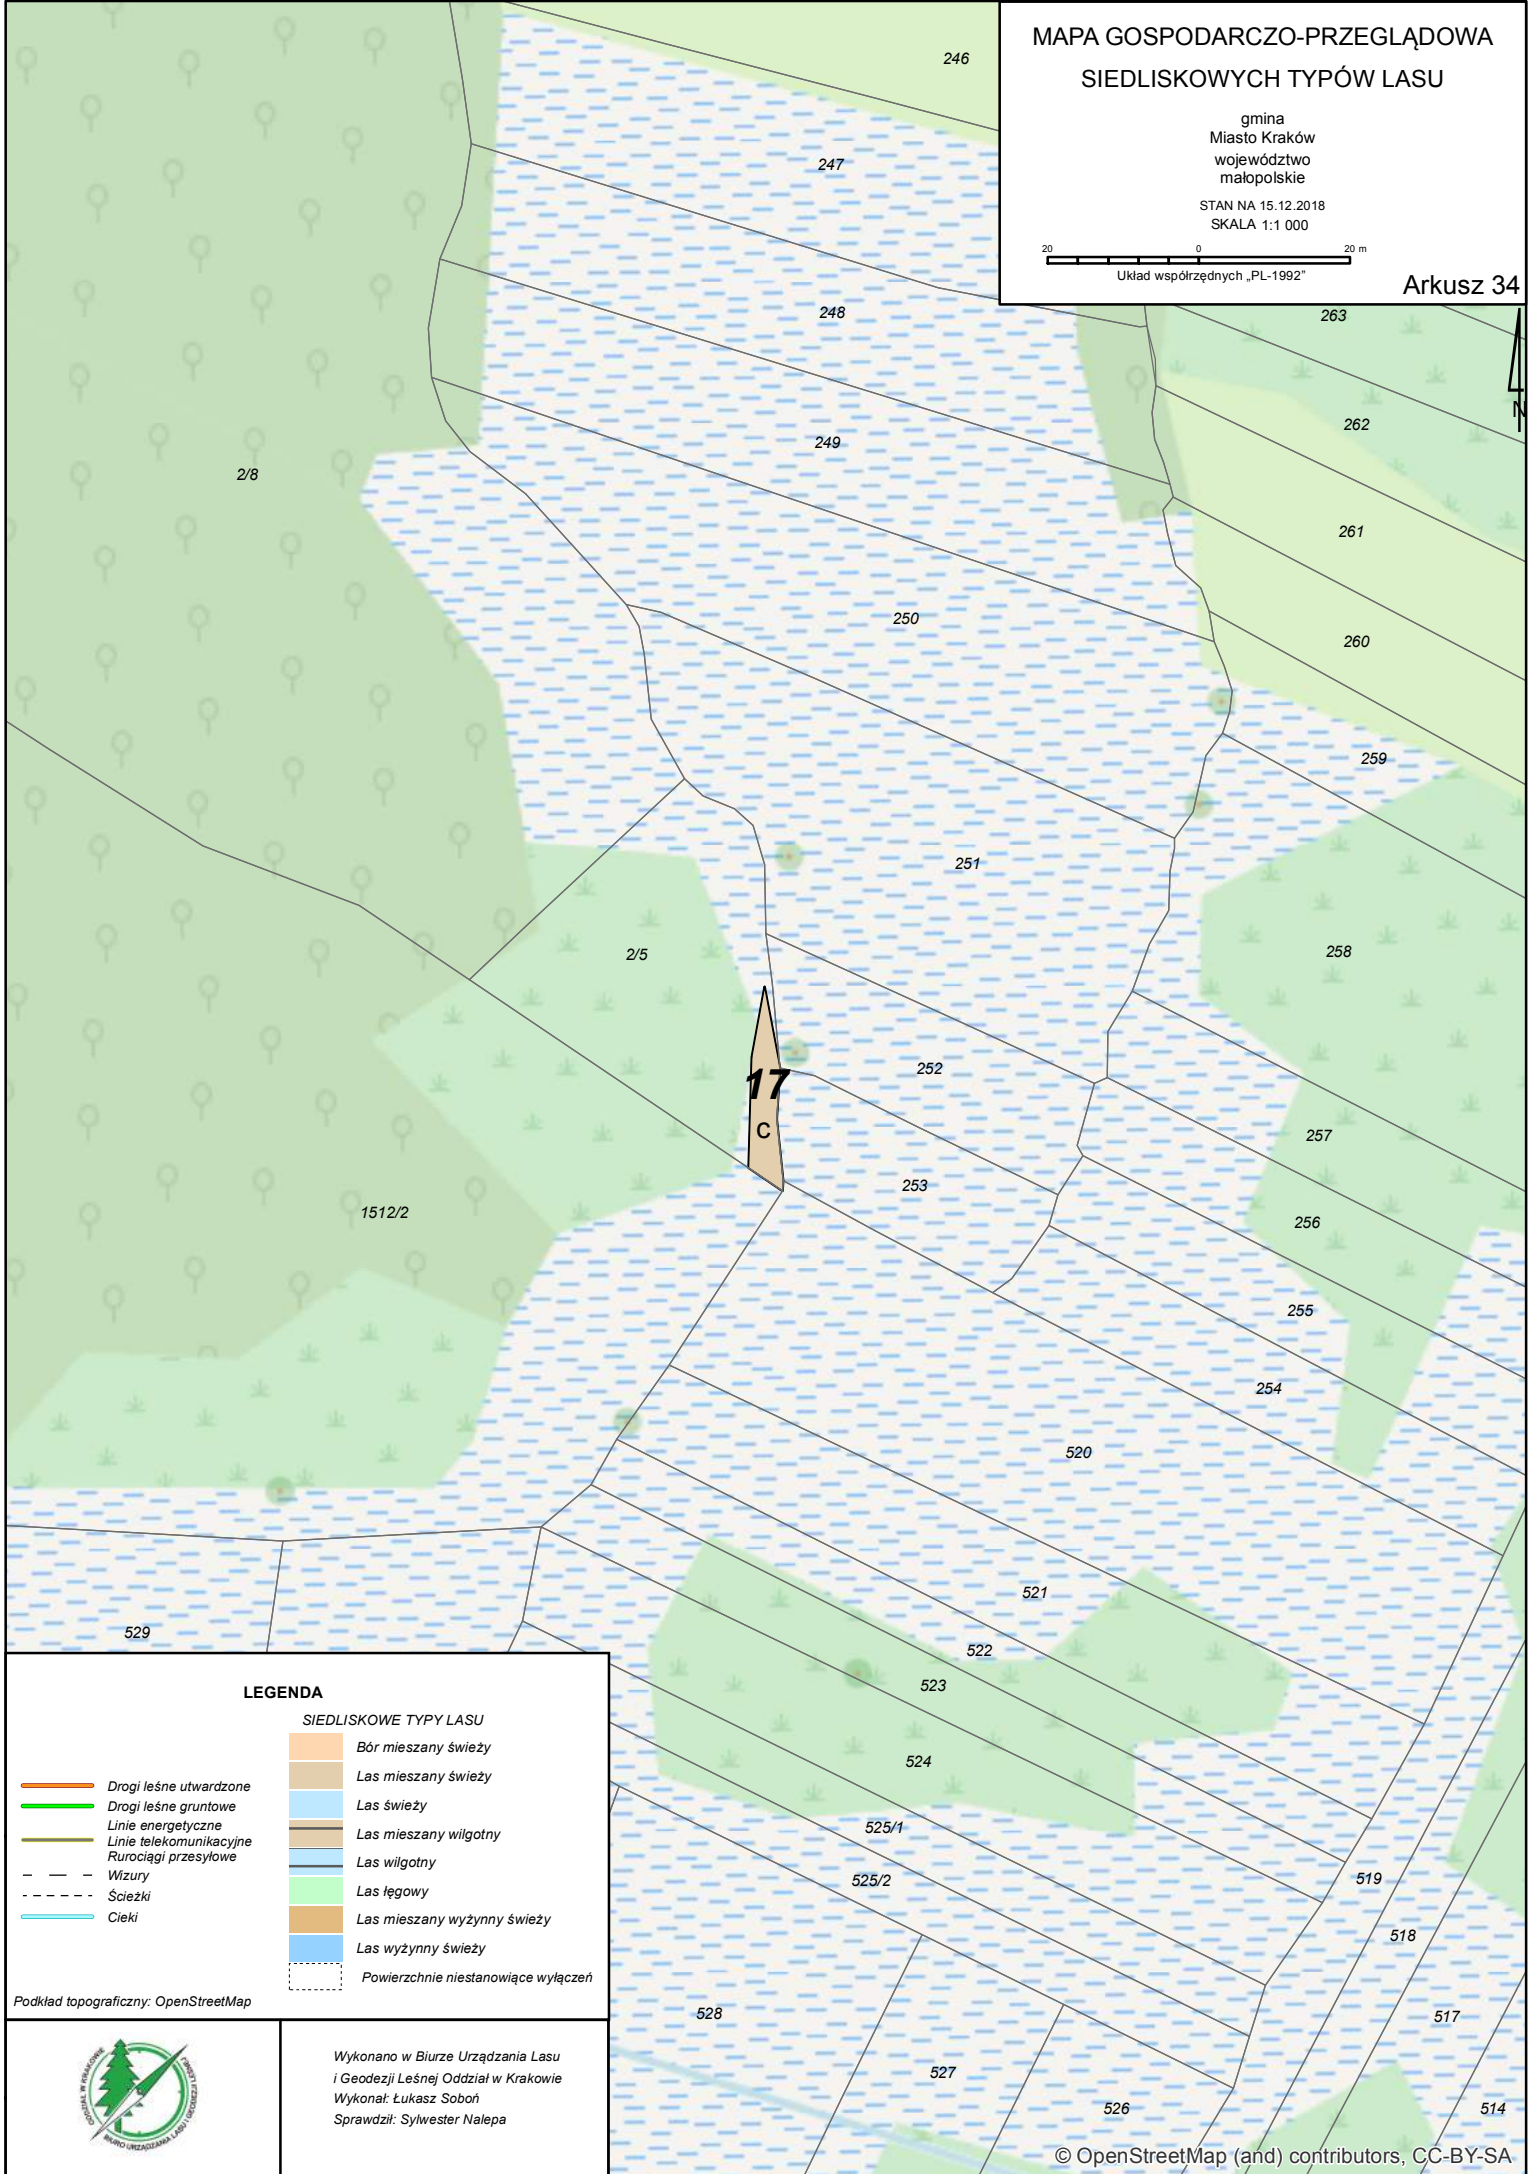 MAPA GOSPODARCZO-PRZEGLĄDOWA
SIEDLISKOWYCH TYPÓW LASU
gmina
Miasto Kraków
województwo
małopolskie
STAN NA 15.12.2018
SKALA 1:1 000
20 0 20 m
Układ współrzędnych „PL-1992”
Arkusz 34
N
246
247
248
263
262
249
2/8
261
250
260
259
251
2/5
258
252
17
c
257
253
1512/2
256
255
254
520
521
529
522
523
524
525/1
525/2
519
518
528
517
527
526
514
LEGENDA
SIEDLISKOWE TYPY LASU
Bór mieszany świeży
Las mieszany świeży
Las świeży
Las mieszany wilgotny
Las wilgotny
Las łęgowy
Las mieszany wyżynny świeży
Las wyżynny świeży
Powierzchnie niestanowiące wyłączeń
Drogi leśne utwardzone
Drogi leśne gruntowe
Linie energetyczne
Linie telekomunikacyjne
Rurociągi przesyłowe
Wizury
Ścieżki
Cieki
Podkład topograficzny: OpenStreetMap
ODDZIAŁ W KRAKOWIE
BIURO URZĄDZANIA LASU I GEODEZJI LEŚNEJ
Wykonano w Biurze Urządzania Lasu
i Geodezji Leśnej Oddział w Krakowie
Wykonał: Łukasz Soboń
Sprawdził: Sylwester Nalepa
© OpenStreetMap (and) contributors, CC-BY-SA